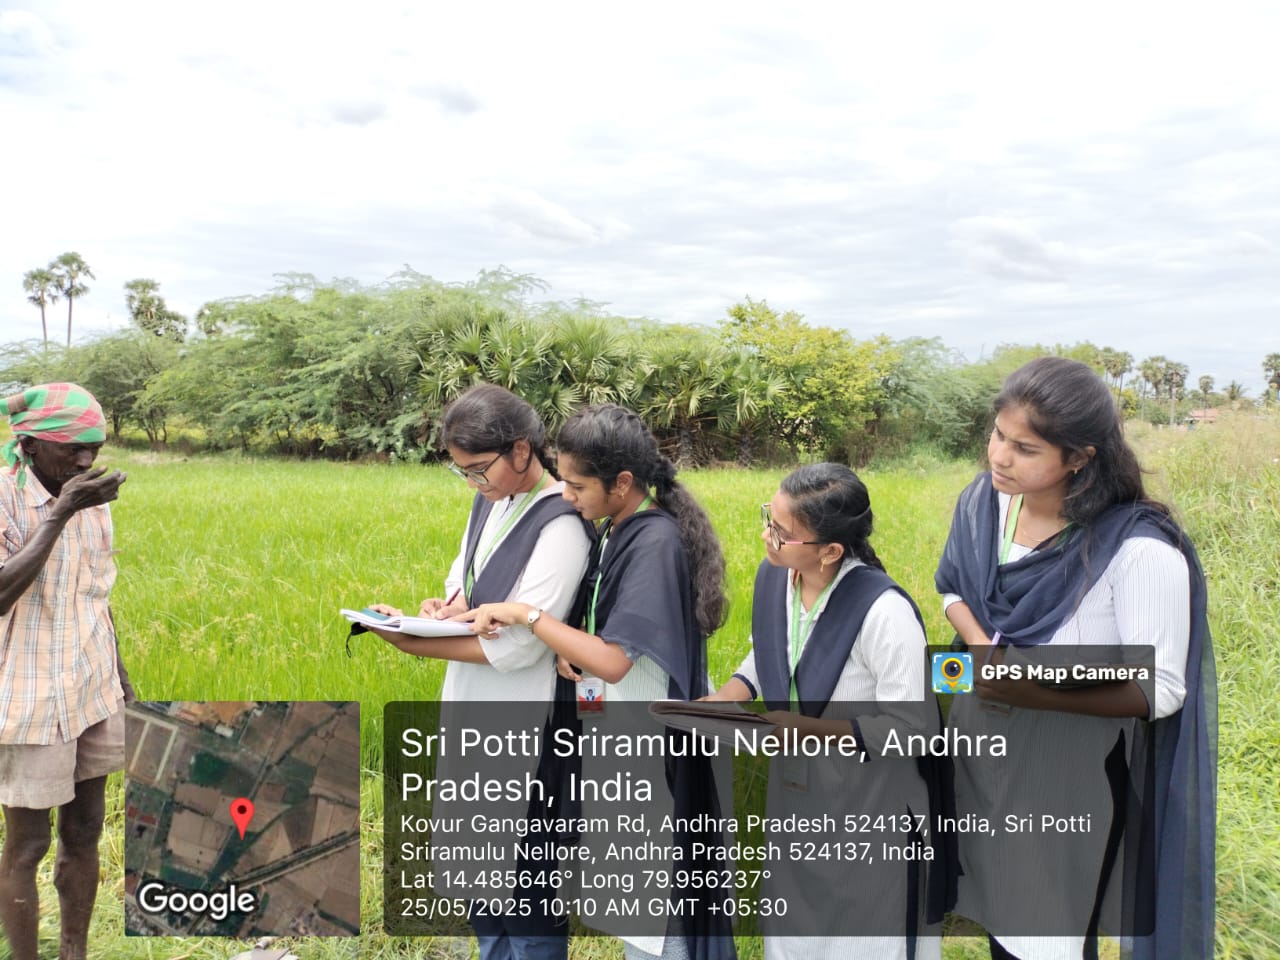 GPS Map Camera
Sri Potti Sriramulu Nellore, Andhra
Pradesh, India
Kovur Gangavaram Rd, Andhra Pradesh 524137, India, Sri Potti
Sriramulu Nellore, Andhra Pradesh 524137, India
Lat 14.485646° Long 79.956237°
25/05/2025 10:10 AM GMT +05:30
Google